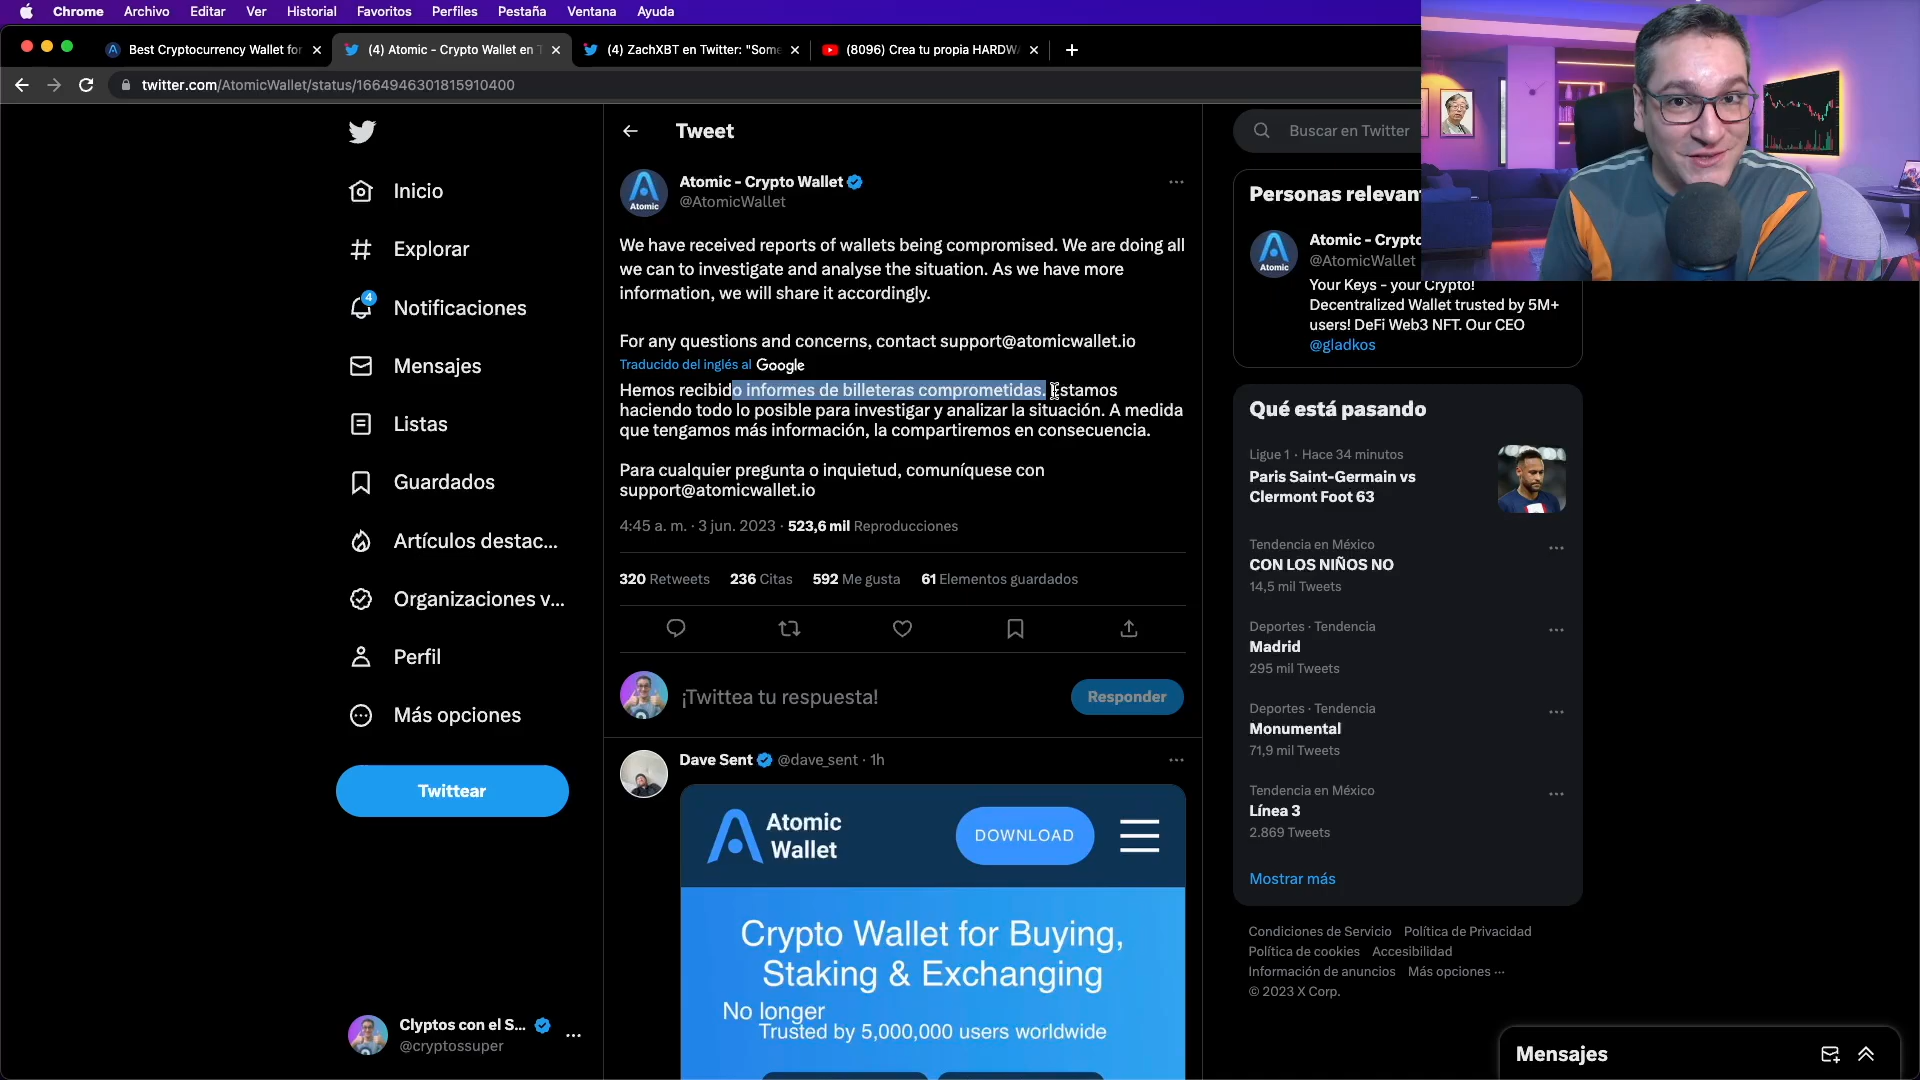 Chrome Archivo Editar Ver Historial Favoritos Perfiles Pestaña Ventana Ayuda
Best Cryptocurrency Wallet for
(4) Atomic - Crypto Wallet en T
(4) ZachXBT en Twitter: "Some
(8096) Crea tu propia HARDWA
twitter.com/AtomicWallet/status/1664946301815910400
Inicio
Explorar
4
Notificaciones
Mensajes
Listas
Guardados
Artículos destac...
Organizaciones v...
Perfil
Más opciones
Twittear
Clyptos con el S...
@cryptossuper
Tweet
Atomic
Atomic - Crypto Wallet
@AtomicWallet
We have received reports of wallets being compromised. We are doing all
we can to investigate and analyse the situation. As we have more
information, we will share it accordingly.
For any questions and concerns, contact support@atomicwallet.io
Traducido del inglés al Google
Hemos recibido informes de billeteras comprometidas. Estamos
haciendo todo lo posible para investigar y analizar la situación. A medida
que tengamos más información, la compartiremos en consecuencia.
Para cualquier pregunta o inquietud, comuníquese con
support@atomicwallet.io
4:45 a. m. · 3 jun. 2023 · 523,6 mil Reproducciones
320 Retweets 236 Citas 592 Me gusta 61 Elementos guardados
¡Twittea tu respuesta!
Responder
Dave Sent @dave_sent · 1h
Atomic
Wallet
DOWNLOAD
Crypto Wallet for Buying,
Staking & Exchanging
No longer
Trusted by 5,000,000 users worldwide
Buscar en Twitter
Personas relevan
Atomic
Atomic - Crypto
@AtomicWallet
Your Keys - your Crypto!
Decentralized Wallet trusted by 5M+
users! DeFi Web3 NFT. Our CEO
@gladkos
Qué está pasando
Ligue 1 · Hace 34 minutos
Paris Saint-Germain vs
Clermont Foot 63
Tendencia en México
CON LOS NIÑOS NO
14,5 mil Tweets
Deportes · Tendencia
Madrid
295 mil Tweets
Deportes · Tendencia
Monumental
71,9 mil Tweets
Tendencia en México
Línea 3
2.869 Tweets
Mostrar más
Condiciones de Servicio Política de Privacidad
Política de cookies Accesibilidad
Información de anuncios Más opciones ···
© 2023 X Corp.
Mensajes